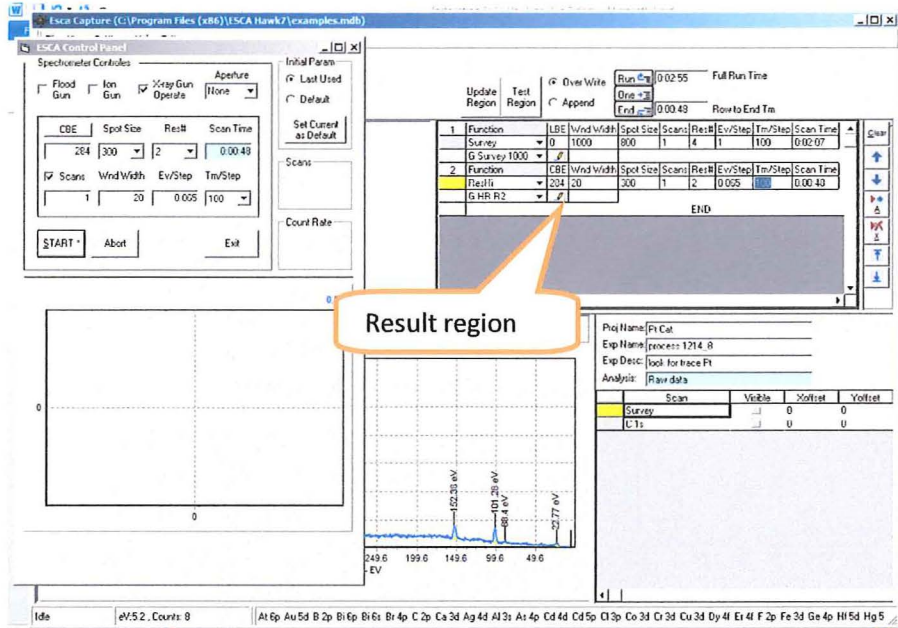 Esca Capture (C:\Program Files (x86)\ESCA Hawk7\examples.mdb)
ESCA Control Panel
Spectrometer Controles
Initial Param
Flood Gun
Ion Gun
X-ray Gun Operate
Aperture
None
Last Used
Default
Set Current as Default
CBE Spot Size Res# Scan Time
284 300 2 0:00:48
Scans Wnd Width Ev/Step Tm/Step
1 20 0.065 100
Scans
Count Rate
START Abort Exit
Update Region
Test Region
Over Write
Append
Run 0:02:55 Full Run Time
One
End 0:00:48 Row to End Tm
1 Function LBE Wnd Width Spot Size Scans Res# Ev/Step Tm/Step Scan Time
Survey 0 1000 800 1 4 1 100 0:02:07
G Survey 1000
2 Function CBE Wnd Width Spot Size Scans Res# Ev/Step Tm/Step Scan Time
ResHi 284 20 300 1 2 0.065 100 0:00:48
G HR R2
END
Clear
Result region
0
0
Proj Name: Pt Cat
Exp Name: process 1214_8
Exp Desc: look for trace Pt
Analysis: Raw data
Scan Visible Xoffset Yoffset
Survey 0 0
C 1s 0 0
152.36 eV
101.28 eV
22.77 eV
249.6 199.6 149.6 99.6 49.6
EV
Idle eV:5.2 , Counts: 8 At 6p Au 5d B 2p Bi 6p Bi 6s Br 4p C 2p Ca 3d Ag 4d Al 3s As 4p Cd 4d Cd 5p Cl 3p Co 3d Cr 3d Cu 3d Dy 4f Er 4f F 2p Fe 3d Ge 4p Hf 5d Hg 5